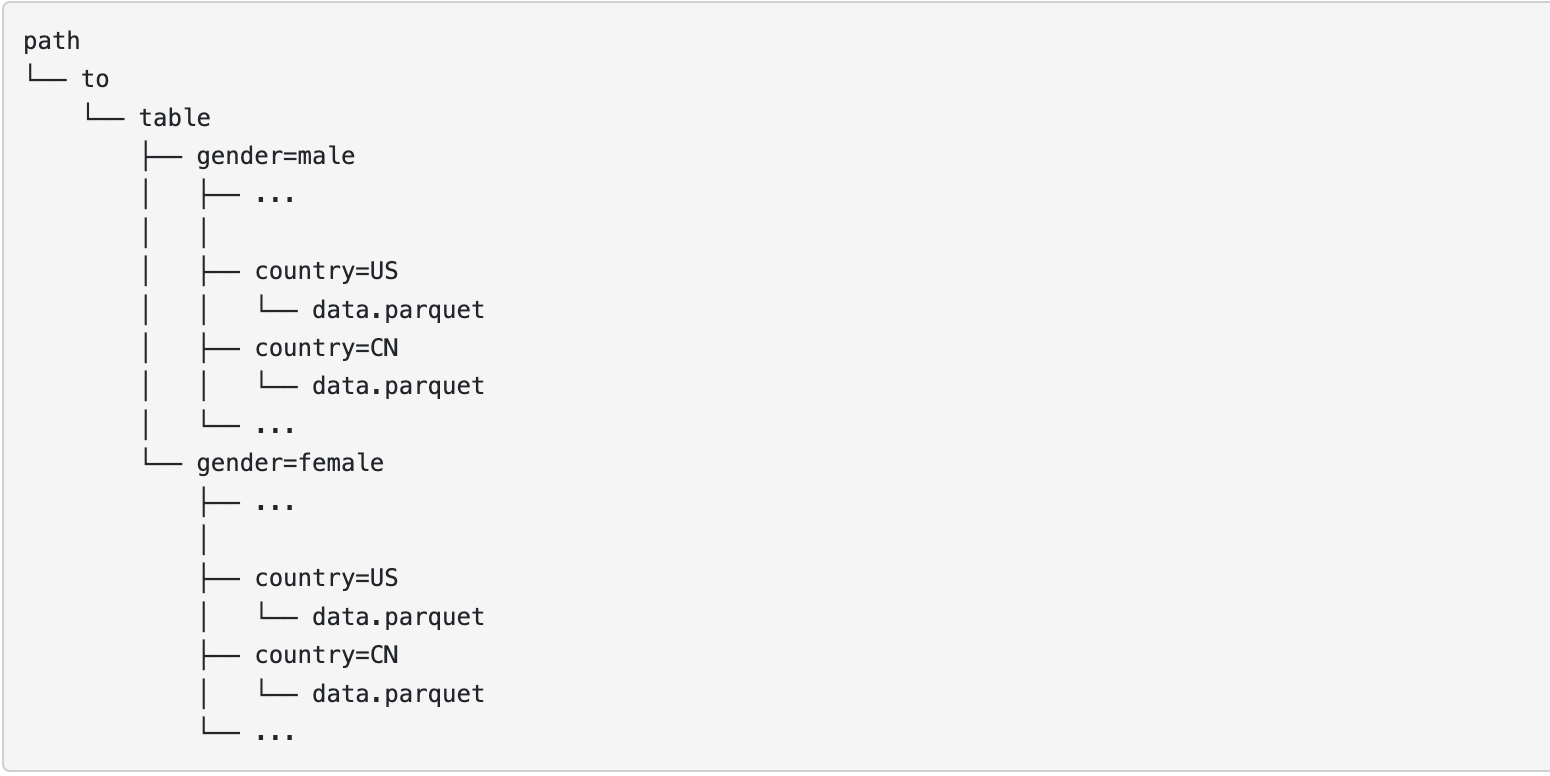 path
└── to
    └── table
        ├── gender=male
        │   ├── ...
        │   │
        │   ├── country=US
        │   │   └── data.parquet
        │   ├── country=CN
        │   │   └── data.parquet
        │   └── ...
        └── gender=female
            ├── ...
            │
            ├── country=US
            │   └── data.parquet
            ├── country=CN
            │   └── data.parquet
            └── ...